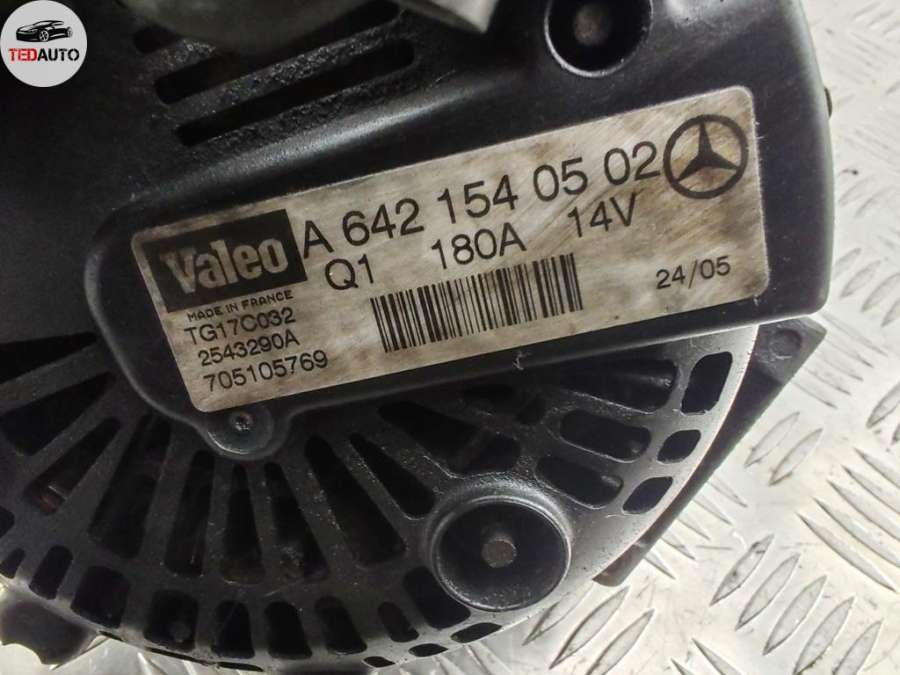 TEDAUTO
Valeo A 642 154 05 02
Q1 180A 14V
MADE IN FRANCE
TG17C032
2543290A
705105769
24/05